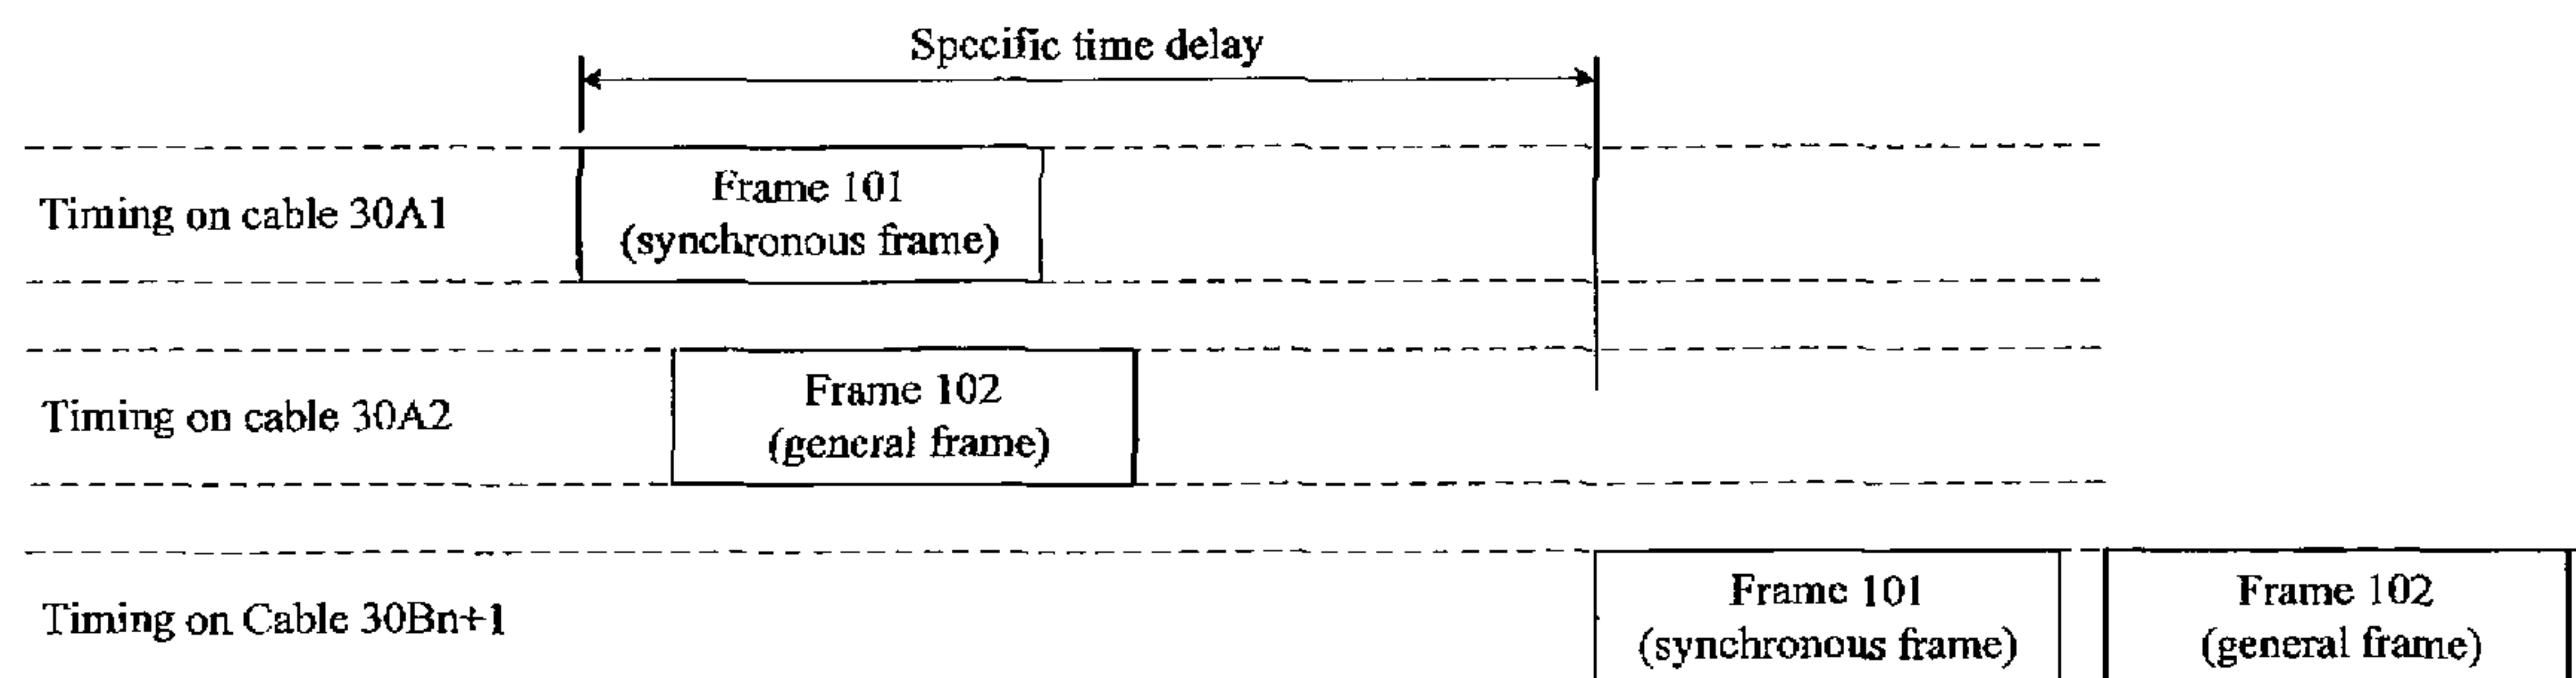 Specific time delay
Timing on cable 30A1
Frame 101
(synchronous frame)
Timing on cable 30A2
Frame 102
(general frame)
Timing on Cable 30Bn+1
Frame 101
(synchronous frame)
Frame 102
(general frame)